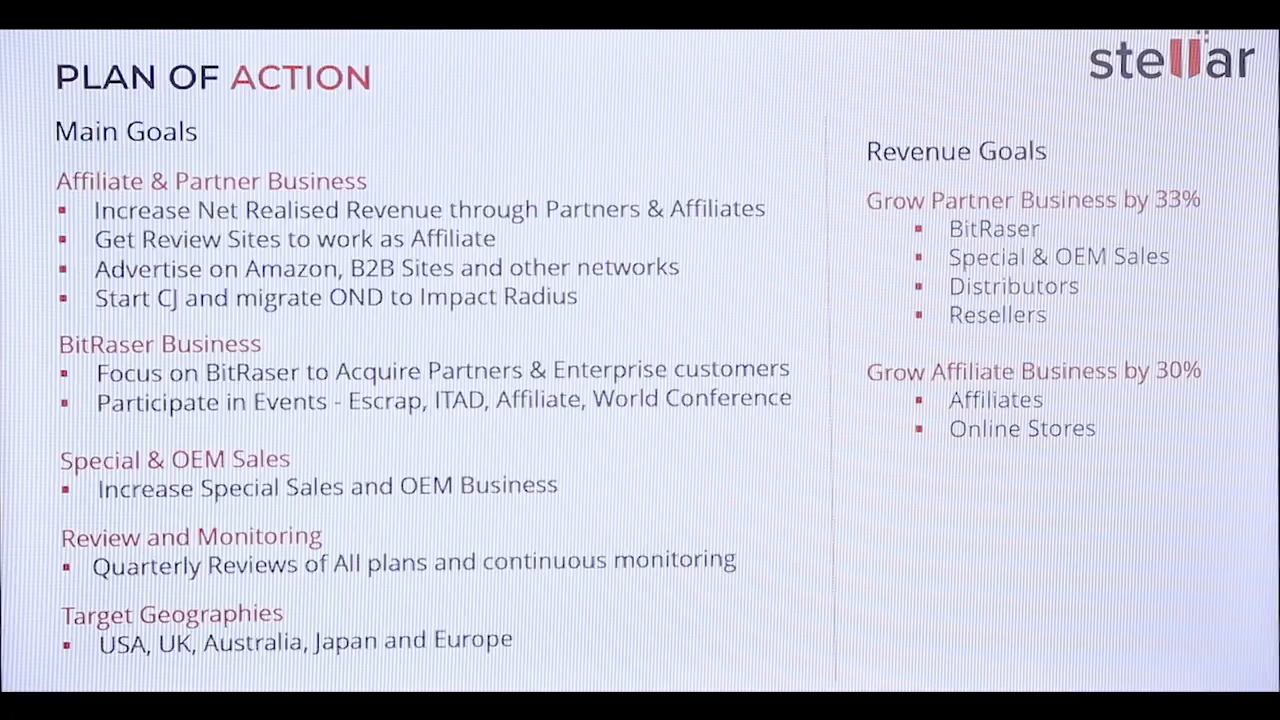 stellar
PLAN OF ACTION
Main Goals
Affiliate & Partner Business
Increase Net Realised Revenue through Partners & Affiliates
Get Review Sites to work as Affiliate
Advertise on Amazon, B2B Sites and other networks
Start CJ and migrate OND to Impact Radius
BitRaser Business
Focus on BitRaser to Acquire Partners & Enterprise customers
Participate in Events - Escrap, ITAD, Affiliate, World Conference
Special & OEM Sales
Increase Special Sales and OEM Business
Review and Monitoring
Quarterly Reviews of All plans and continuous monitoring
Target Geographies
USA, UK, Australia, Japan and Europe
Revenue Goals
Grow Partner Business by 33%
BitRaser
Special & OEM Sales
Distributors
Resellers
Grow Affiliate Business by 30%
Affiliates
Online Stores